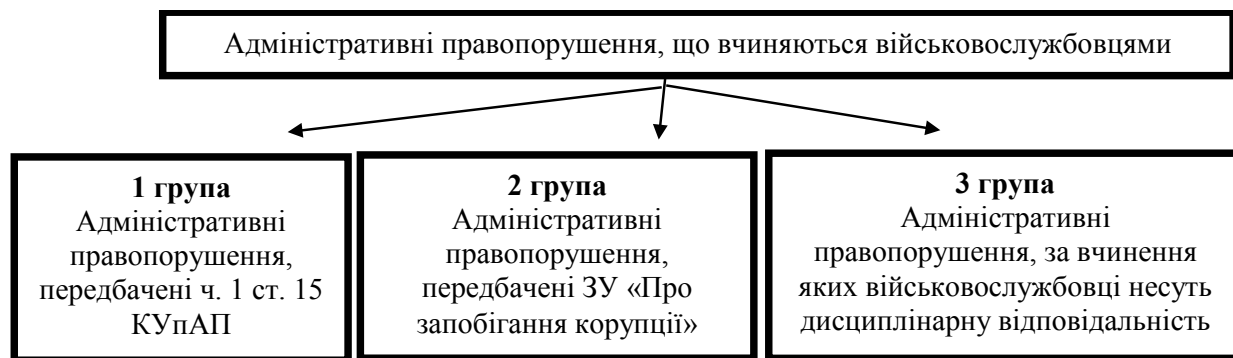 Адміністративні правопорушення, що вчиняються військовослужбовцями
1 група
Адміністративні
правопорушення,
передбачені ч. 1 ст. 15
КУпАП
2 група
Адміністративні
правопорушення,
передбачені ЗУ «Про
запобігання корупції»
3 група
Адміністративні
правопорушення, за вчинення
яких військовослужбовці несуть
дисциплінарну відповідальність